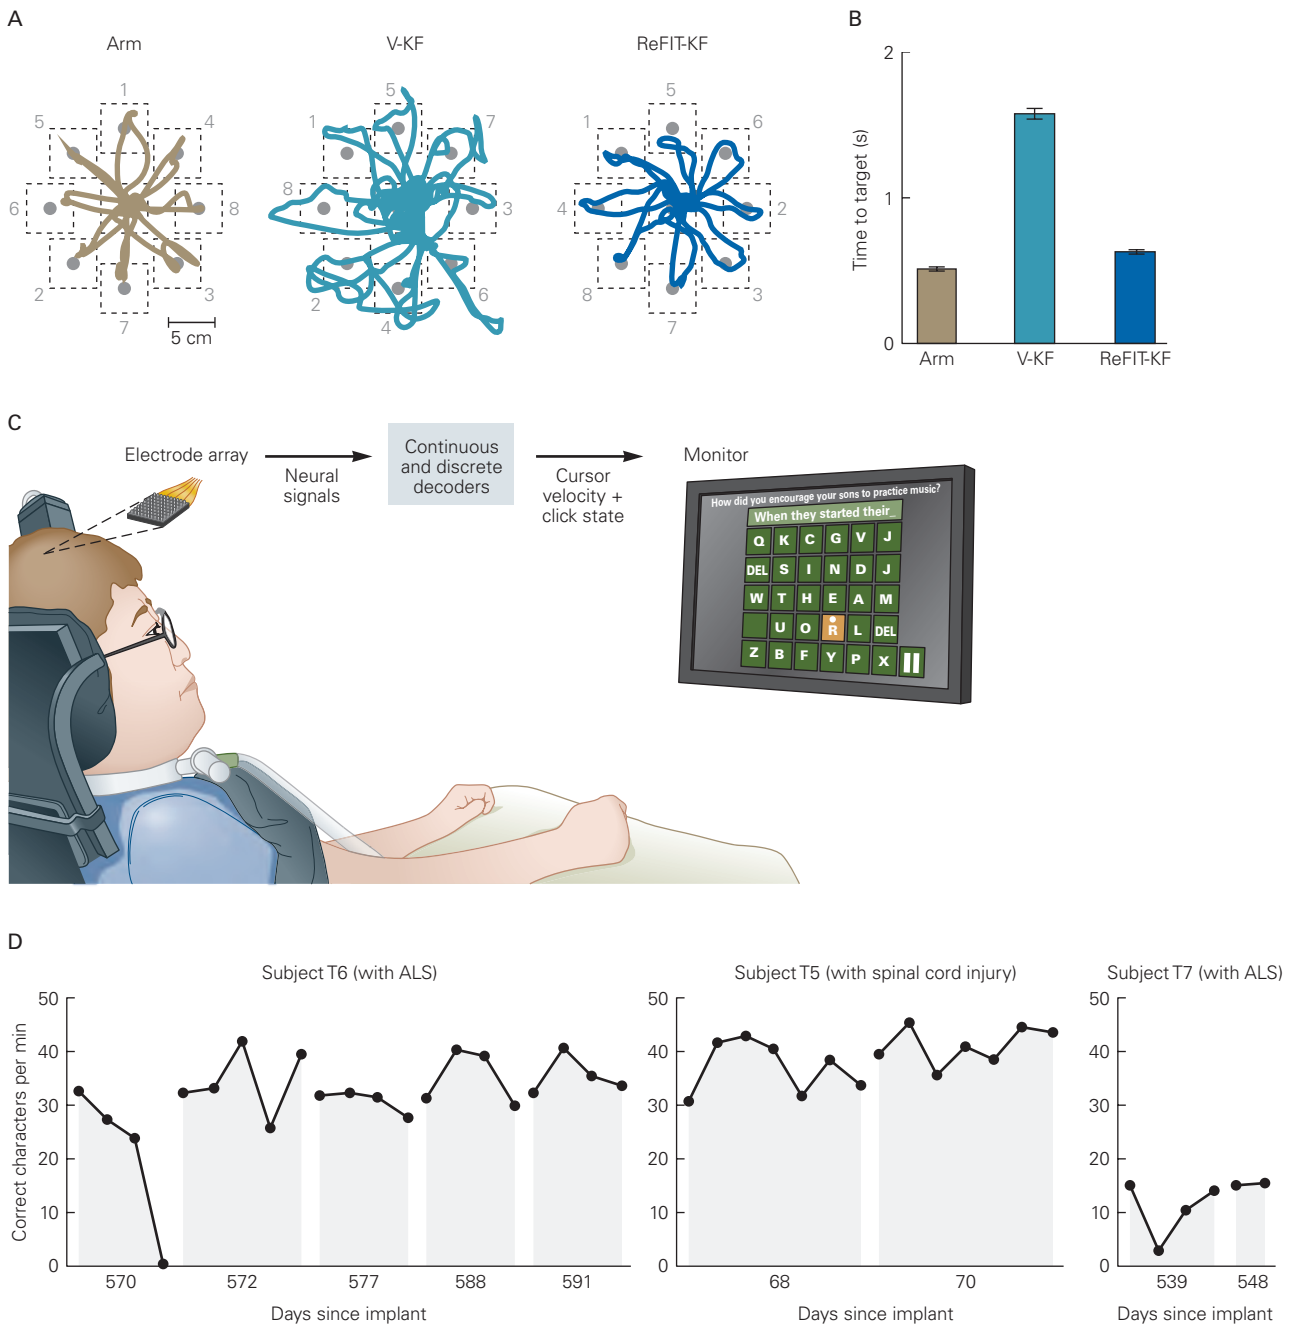 A
Arm
V-KF
ReFIT-KF
1
5
4
6
8
2
3
7
5 cm
5
1
7
8
3
2
6
4
5
1
6
4
2
8
3
7
B
Time to target (s)
2
1
0
Arm
V-KF
ReFIT-KF
C
Electrode array
Neural
signals
Continuous
and discrete
decoders
Cursor
velocity +
click state
Monitor
How did you encourage your sons to practice music?
When they started their_
Q K C G V J
DEL S I N D J
W T H E A M
U O R L DEL
Z B F Y P X
D
Subject T6 (with ALS)
Correct characters per min
50
40
30
20
10
0
570 572 577 588 591
Days since implant
Subject T5 (with spinal cord injury)
50
40
30
20
10
0
68 70
Days since implant
Subject T7 (with ALS)
50
40
30
20
10
0
539 548
Days since implant